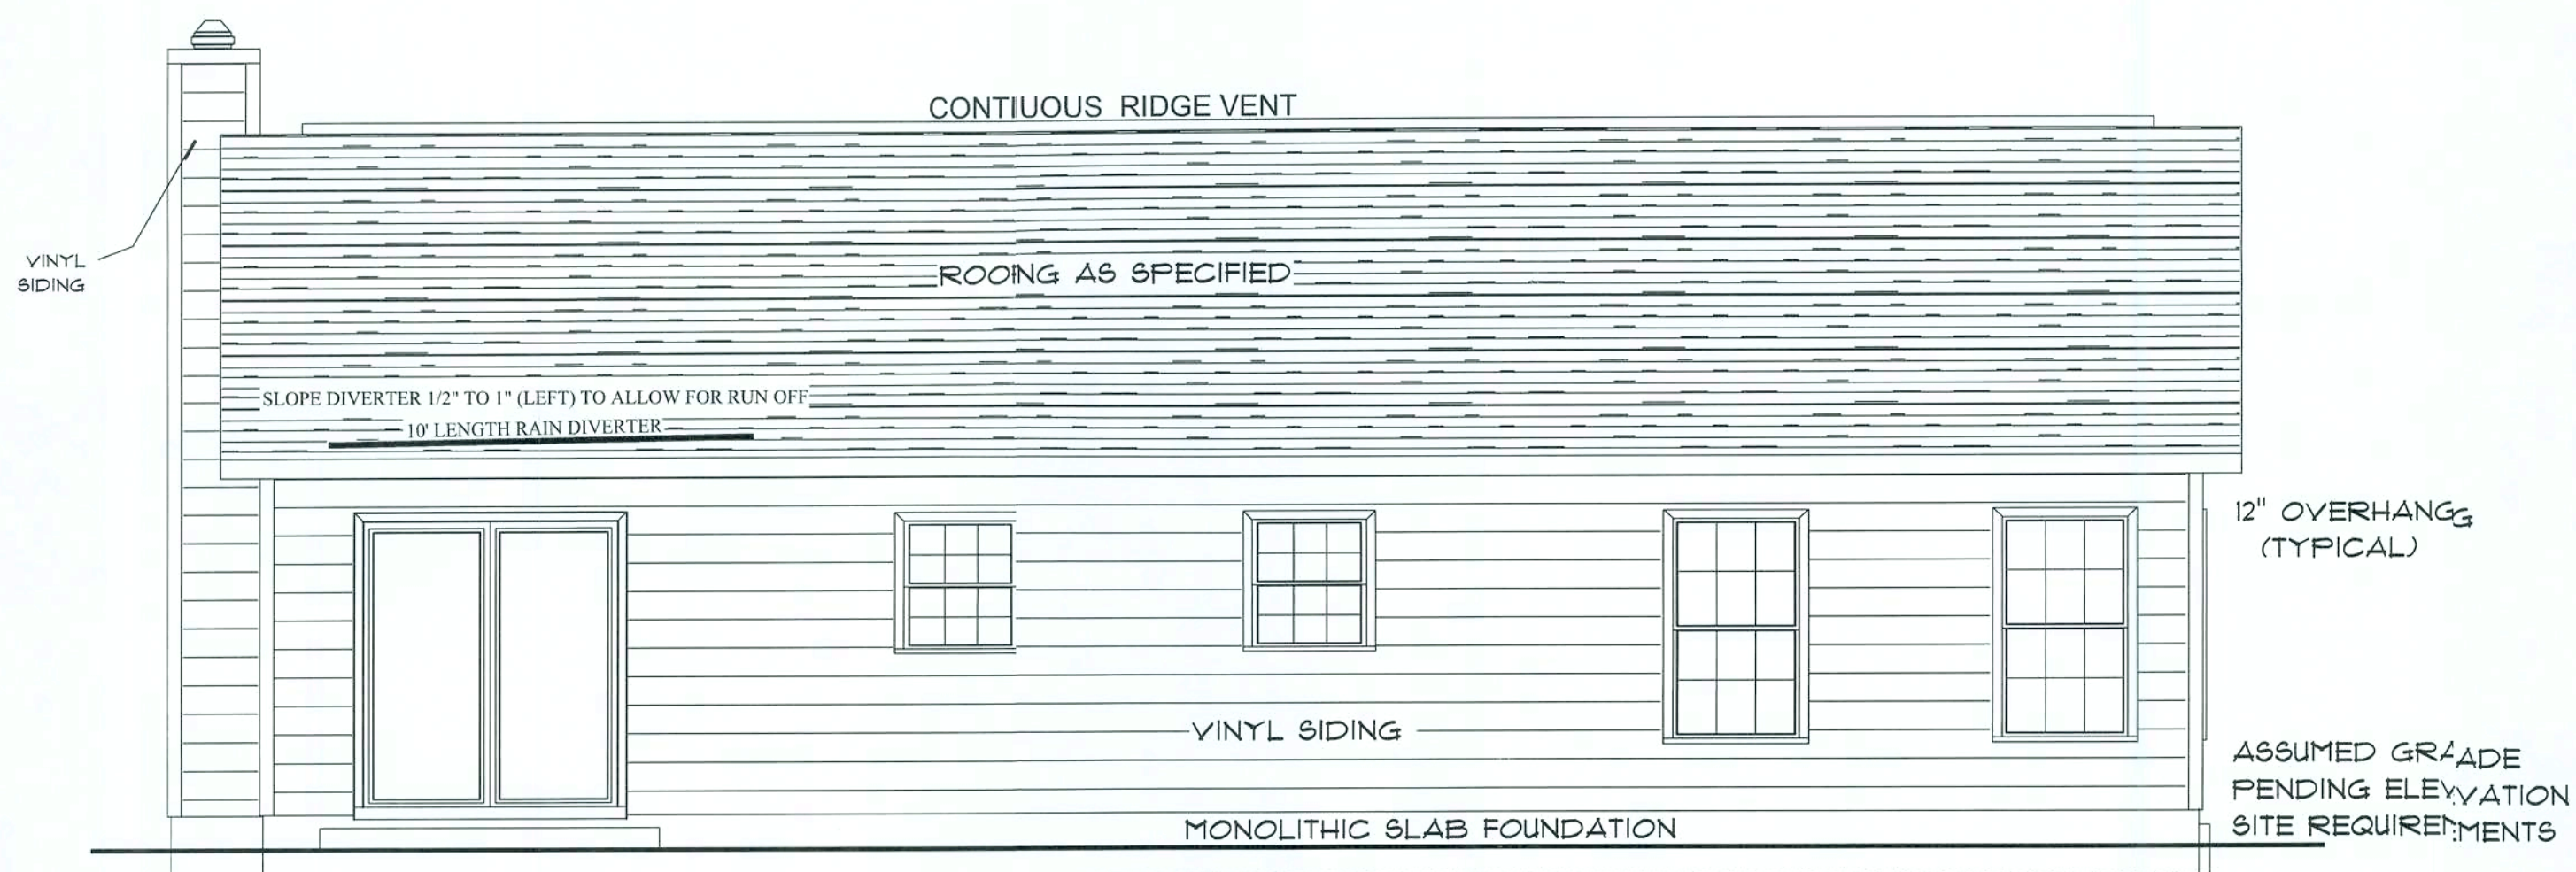 CONTIUOUS RIDGE VENT
VINYL
SIDING
ROOING AS SPECIFIED
SLOPE DIVERTER 1/2" TO 1" (LEFT) TO ALLOW FOR RUN OFF
10' LENGTH RAIN DIVERTER
12" OVERHANGG
(TYPICAL)
VINYL SIDING
ASSUMED GRAADE
PENDING ELEVVATION
SITE REQUIREMMENTS
MONOLITHIC SLAB FOUNDATION